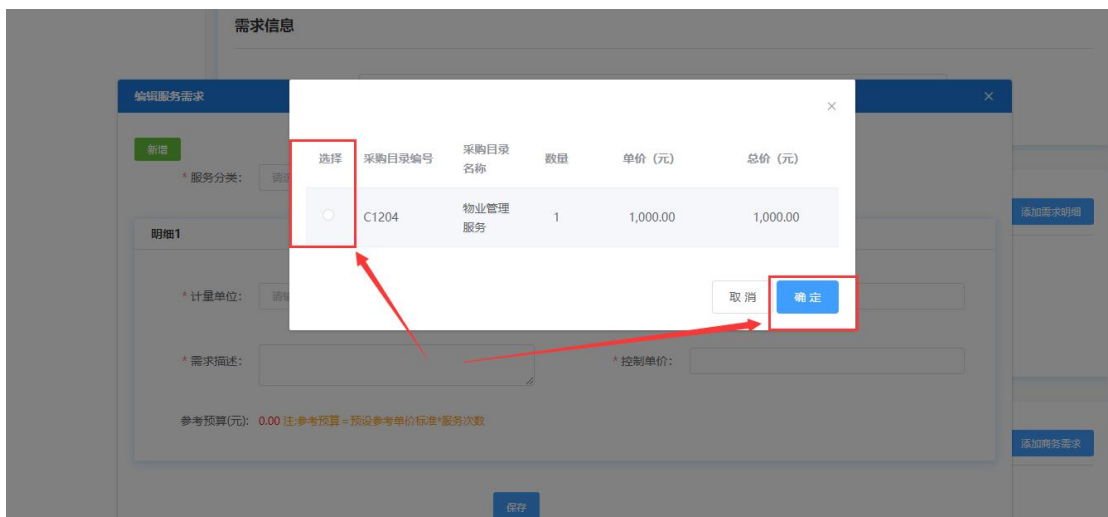 需求信息
编辑服务需求
×
×
新增
* 服务分类：
选择 采购目录编号 采购目录名称 数量 单价（元） 总价（元）
C1204 物业管理服务 1 1,000.00 1,000.00
添加需求明细
明细1
取消 确定
* 计量单位：
* 需求描述：
* 控制单价：
参考预算(元): 0.00 注:参考预算 = 预设参考单价标准*服务次数
添加商务需求
保存